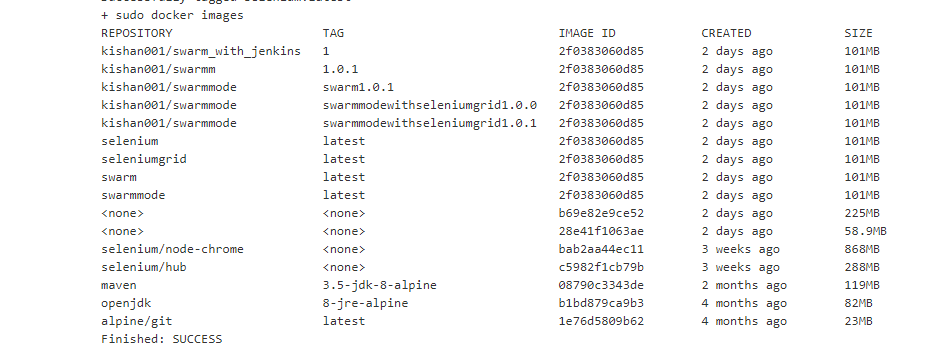 Successfully tagged selenium:latest
+ sudo docker images
REPOSITORY TAG IMAGE ID CREATED SIZE
kishan001/swarm_with_jenkins 1 2f0383060d85 2 days ago 101MB
kishan001/swarmm 1.0.1 2f0383060d85 2 days ago 101MB
kishan001/swarmmode swarm1.0.1 2f0383060d85 2 days ago 101MB
kishan001/swarmmode swarmmodewithseleniumgrid1.0.0 2f0383060d85 2 days ago 101MB
kishan001/swarmmode swarmmodewithseleniumgrid1.0.1 2f0383060d85 2 days ago 101MB
selenium latest 2f0383060d85 2 days ago 101MB
seleniumgrid latest 2f0383060d85 2 days ago 101MB
swarm latest 2f0383060d85 2 days ago 101MB
swarmmode latest 2f0383060d85 2 days ago 101MB
<none> <none> b69e82e9ce52 2 days ago 225MB
<none> <none> 28e41f1063ae 2 days ago 58.9MB
selenium/node-chrome <none> bab2aa44ec11 3 weeks ago 868MB
selenium/hub <none> c5982f1cb79b 3 weeks ago 288MB
maven 3.5-jdk-8-alpine 08790c3343de 2 months ago 119MB
openjdk 8-jre-alpine b1bd879ca9b3 4 months ago 82MB
alpine/git latest 1e76d5809b62 4 months ago 23MB
Finished: SUCCESS